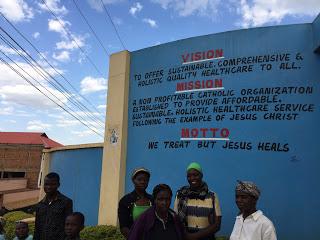 VISION
TO OFFER SUSTAINABLE, COMPREHENSIVE &
HOLISTIC QUALITY HEALTHCARE TO ALL.
MISSION
A NON PROFITABLE CATHOLIC ORGANIZATION
ESTABLISHED TO PROVIDE AFFORDABLE,
SUSTAINABLE, HOLISTIC HEALTHCARE SERVICE
FOLLOWING THE EXAMPLE OF JESUS CHRIST
MOTTO
WE TREAT BUT JESUS HEALS